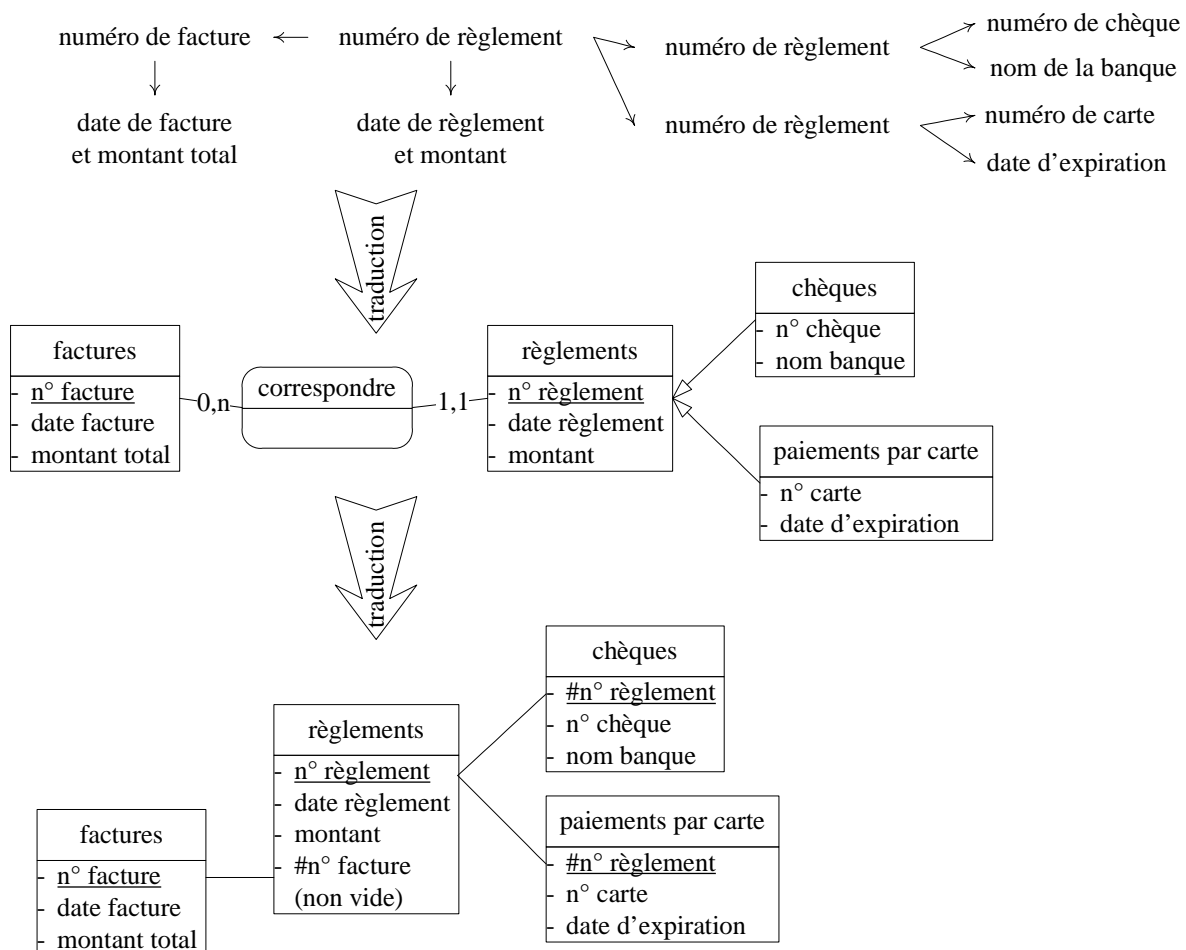 numéro de facture
numéro de règlement
numéro de règlement
numéro de chèque
nom de la banque
date de facture
et montant total
date de règlement
et montant
numéro de règlement
numéro de carte
date d'expiration
traduction
factures
- n° facture
- date facture
- montant total
0,n
correspondre
1,1
règlements
- n° règlement
- date règlement
- montant
chèques
- n° chèque
- nom banque
paiements par carte
- n° carte
- date d'expiration
traduction
factures
- n° facture
- date facture
- montant total
règlements
- n° règlement
- date règlement
- montant
- #n° facture
(non vide)
chèques
- #n° règlement
- n° chèque
- nom banque
paiements par carte
- #n° règlement
- n° carte
- date d'expiration